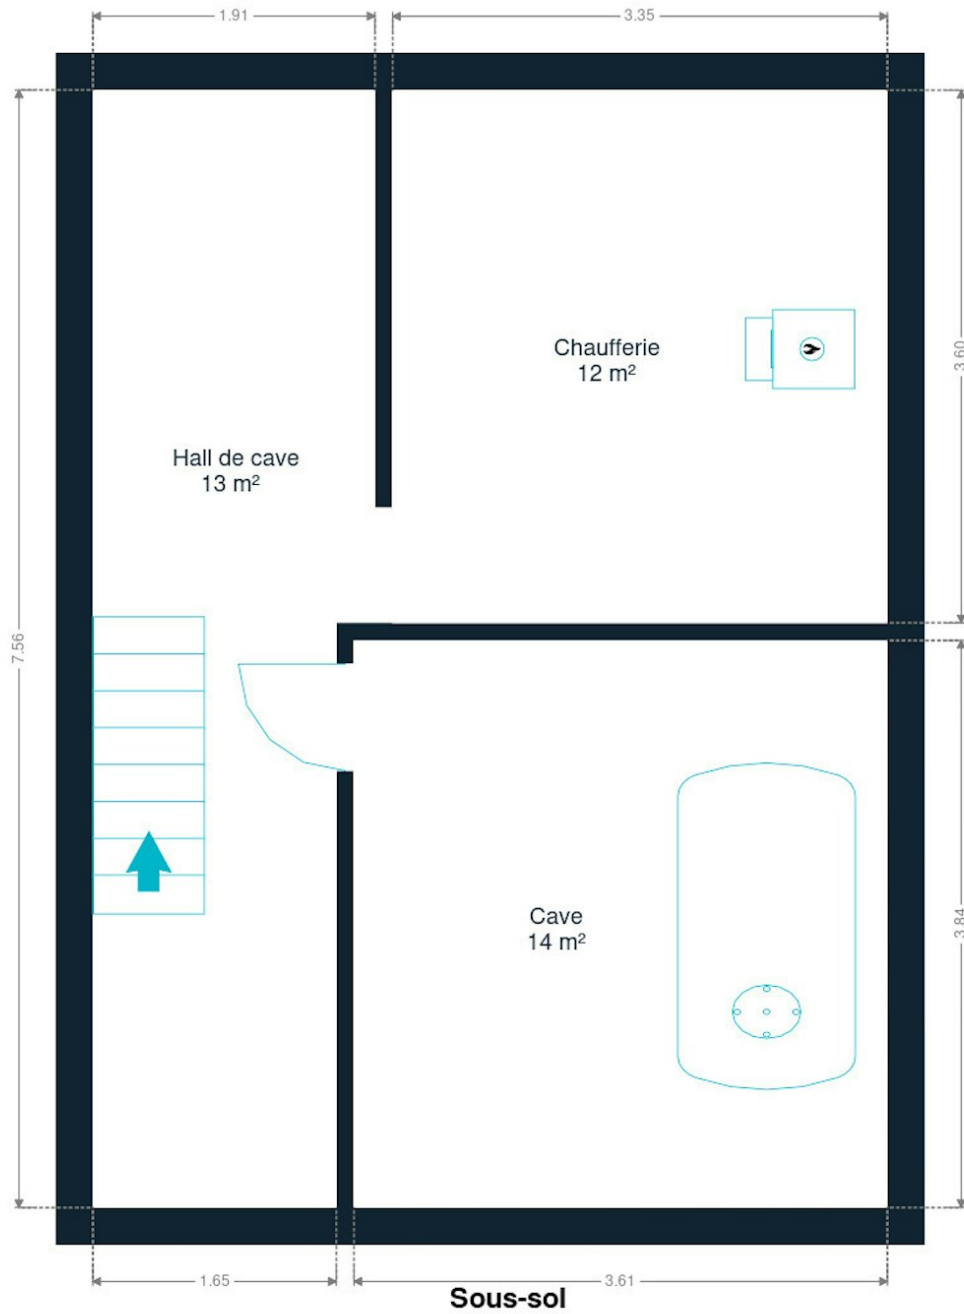 1.91
3.35
Chaufferie
12 m²
3.60
Hall de cave
13 m²
7.56
Cave
14 m²
3.84
1.65
3.61
Sous-sol